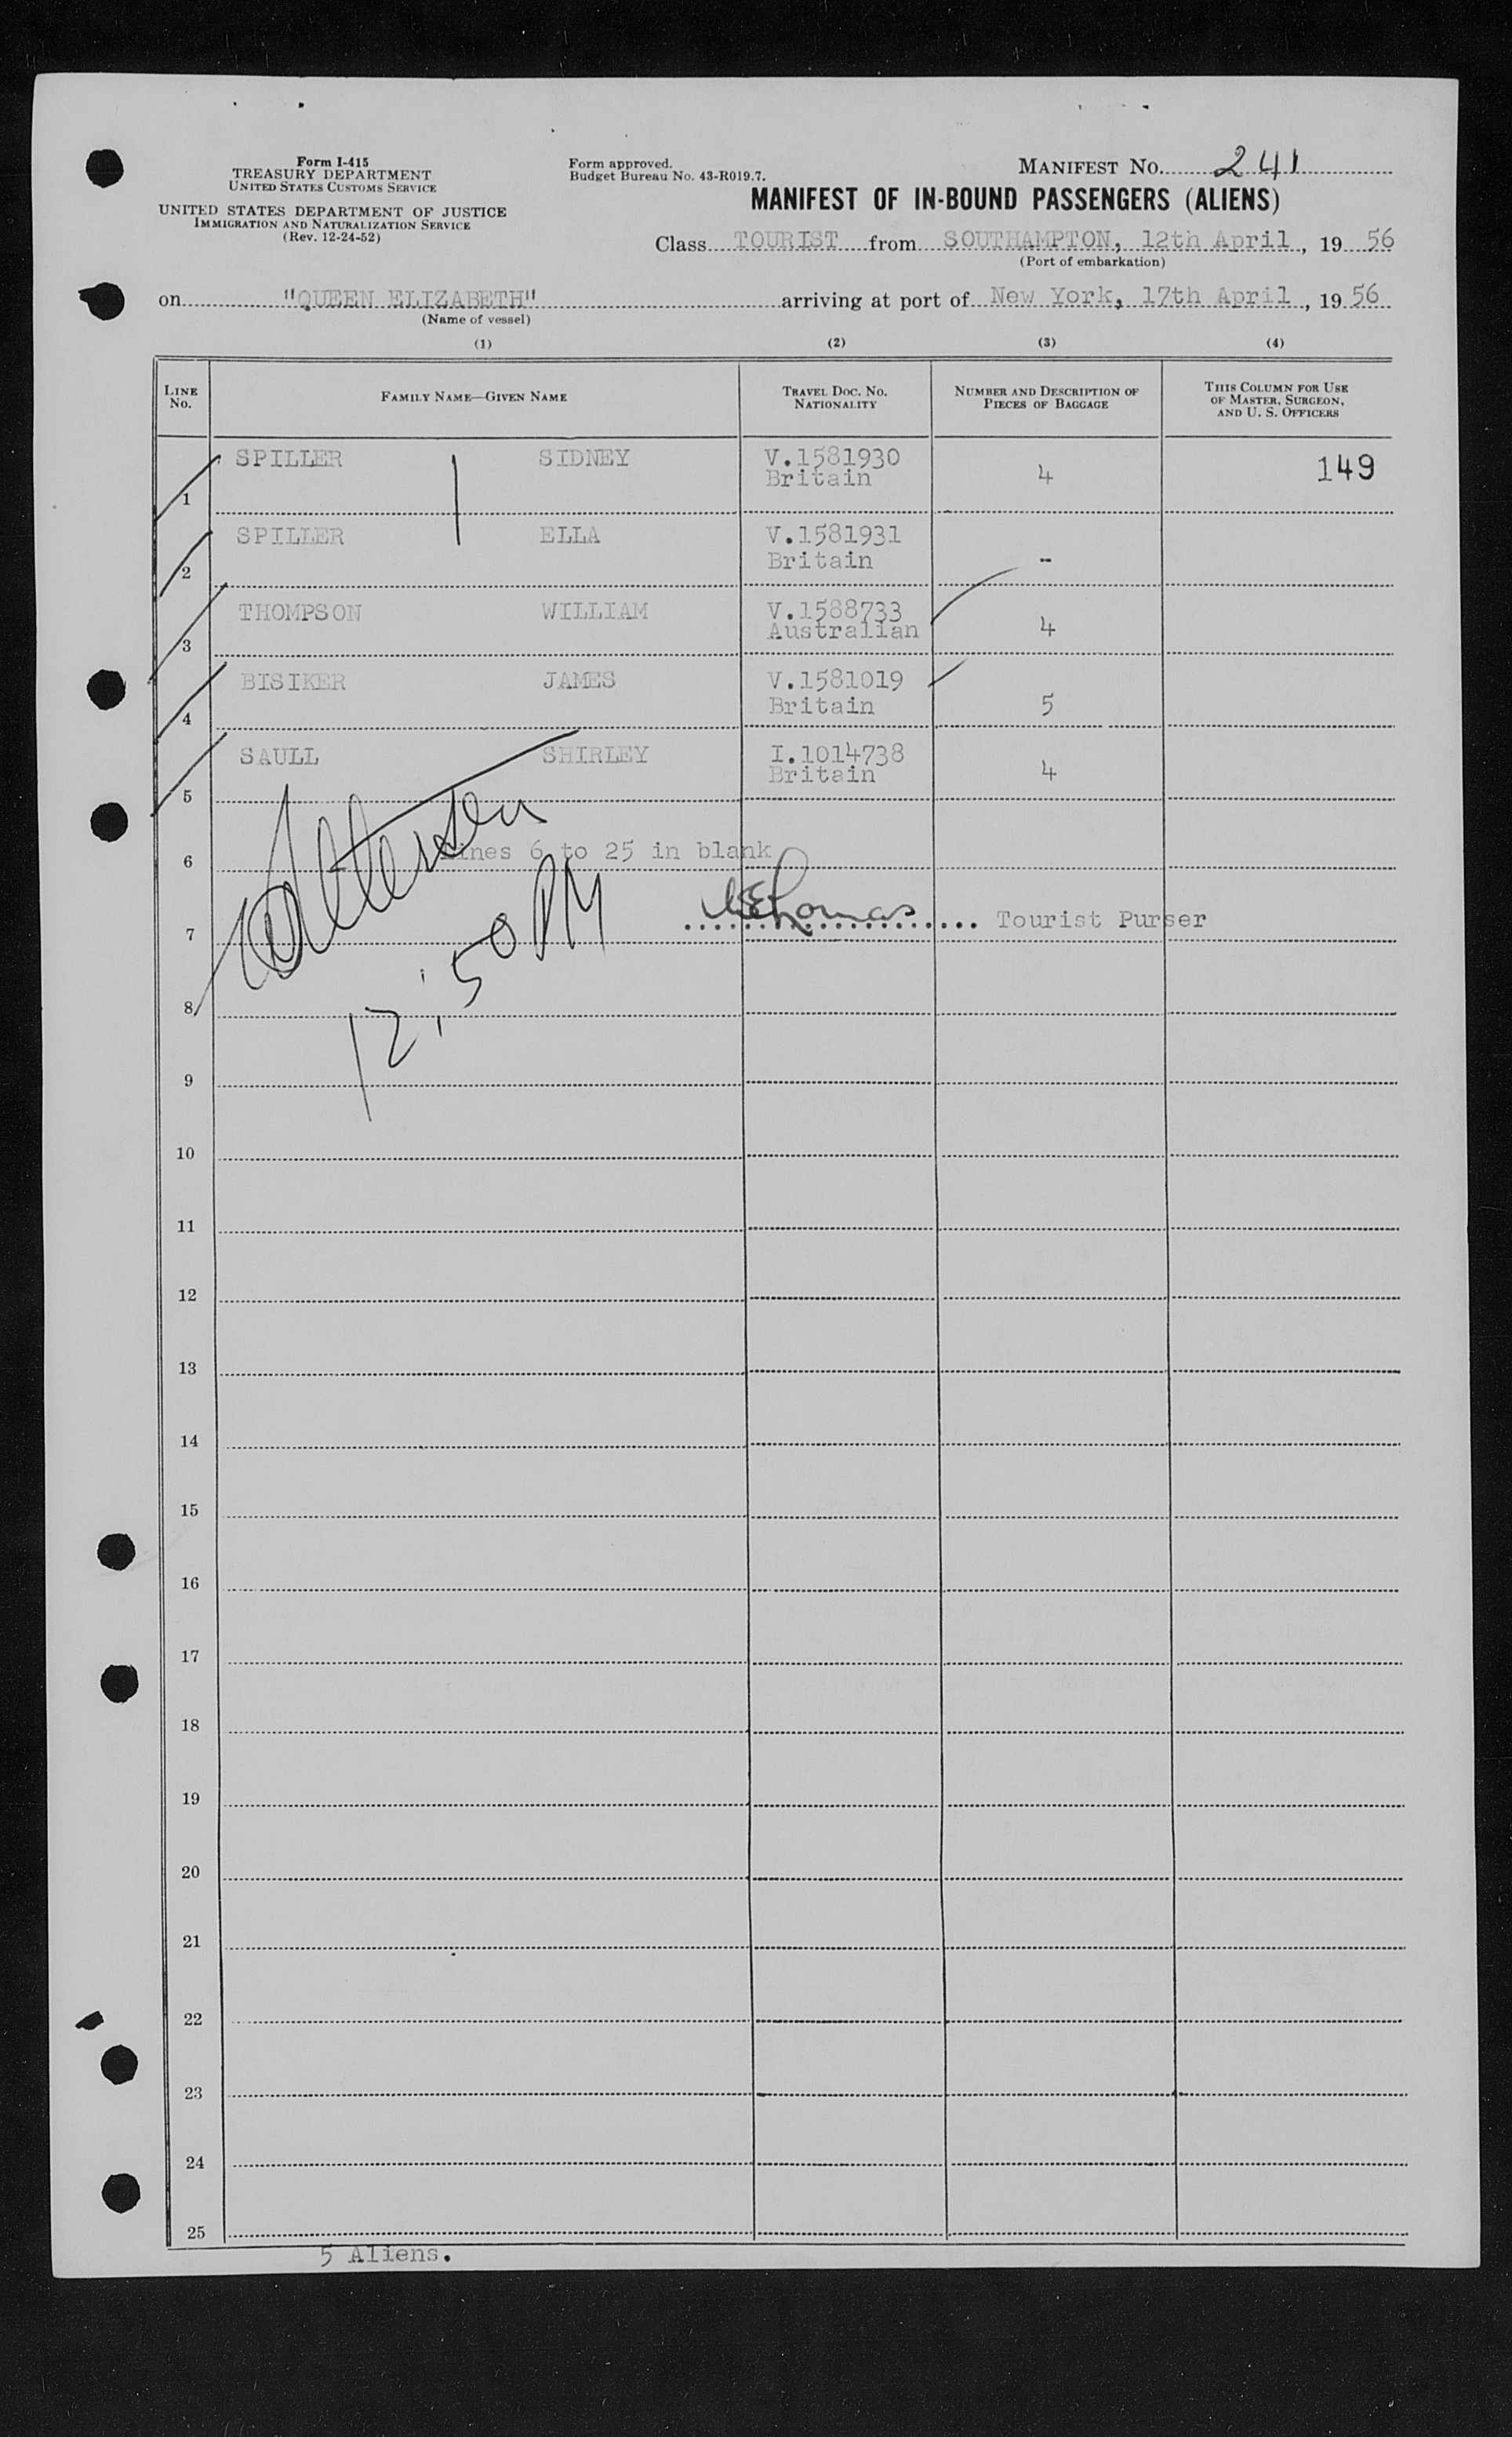 Form I-415
TREASURY DEPARTMENT
UNITED STATES CUSTOMS SERVICE
UNITED STATES DEPARTMENT OF JUSTICE
IMMIGRATION AND NATURALIZATION SERVICE
(Rev. 12-24-52)
Form approved.
Budget Bureau No. 43-R019.7.
MANIFEST NO. 241
MANIFEST OF IN-BOUND PASSENGERS (ALIENS)
Class TOURIST from SOUTHAMPTON, 12th April, 19 56
(Port of embarkation)
on "QUEEN ELIZABETH" arriving at port of New York, 17th April, 19 56
(Name of vessel)
(1) (2) (3) (4)
LINE NO. FAMILY NAME—GIVEN NAME TRAVEL DOC. NO. NATIONALITY NUMBER AND DESCRIPTION OF PIECES OF BAGGAGE THIS COLUMN FOR USE OF MASTER, SURGEON, AND U. S. OFFICERS
1 SPILLER SIDNEY V.1581930 Britain 4 149
2 SPILLER ELLA V.1581931 Britain -
3 THOMPSON WILLIAM V.1588733 Australian 4
4 BISIKER JAMES V.1581019 Britain 5
5 SAULL SHIRLEY I.1014738 Britain 4
6 Lines 6 to 25 in blank
7 Thomas Tourist Purser
12:50 PM
8
9
10
11
12
13
14
15
16
17
18
19
20
21
22
23
24
25
5 Aliens.